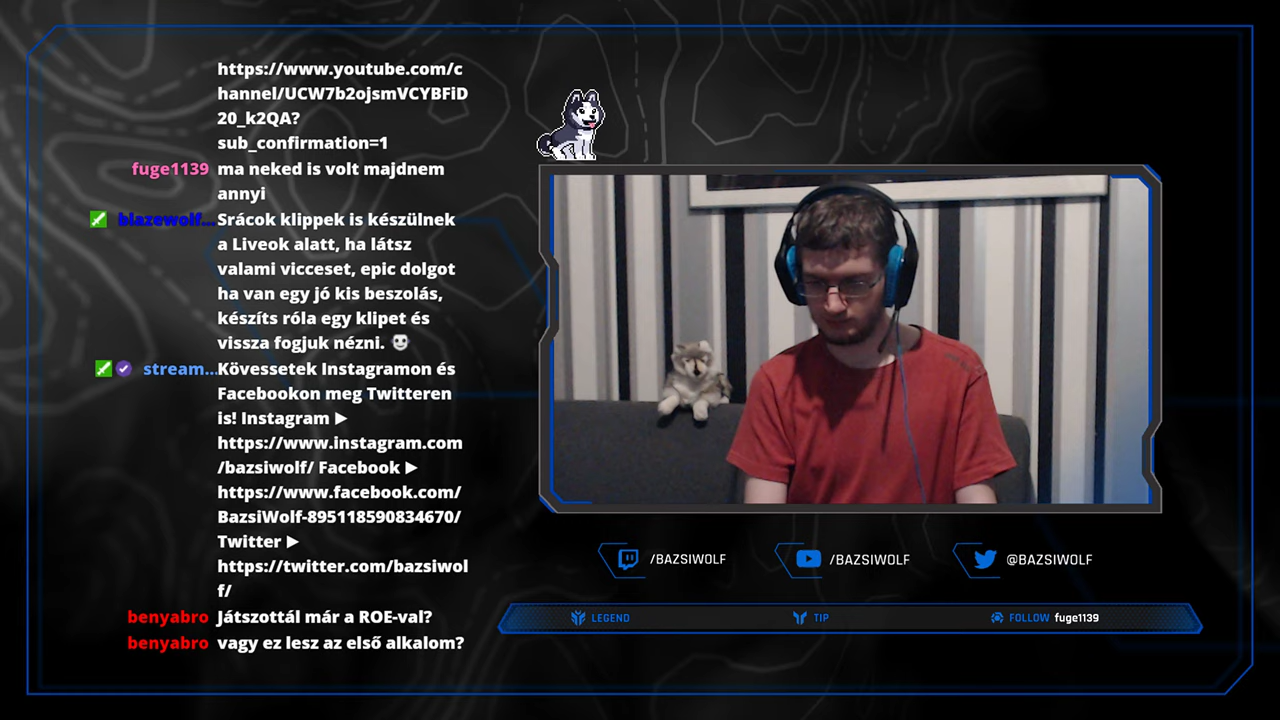 https://www.youtube.com/c
hannel/UCW7b2ojsmVCYBFiD
20_k2QA?
sub_confirmation=1
fuge1139 ma neked is volt majdnem
annyi
blazewolf... Srácok klippek is készülnek
a Liveok alatt, ha látsz
valami vicceset, epic dolgot
ha van egy jó kis beszolás,
készíts róla egy klipet és
vissza fogjuk nézni.
stream... Kövessetek Instagramon és
Facebookon meg Twitteren
is! Instagram ▶
https://www.instagram.com
/bazsiwolf/ Facebook ▶
https://www.facebook.com/
BazsiWolf-895118590834670/
Twitter ▶
https://twitter.com/bazsiwol
f/
benyabro Játszottál már a ROE-val?
benyabro vagy ez lesz az első alkalom?
/BAZSIWOLF /BAZSIWOLF @BAZSIWOLF
LEGEND TIP FOLLOW fuge1139